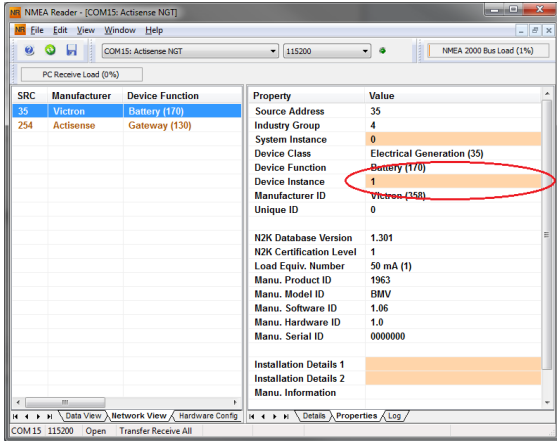 NMEA Reader - [COM15: Actisense NGT]
File Edit View Window Help
COM15: Actisense NGT 115200 NMEA 2000 Bus Load (1%)
PC Receive Load (0%)
SRC Manufacturer Device Function
35 Victron Battery (170)
254 Actisense Gateway (130)
Property Value
Source Address 35
Industry Group 4
System Instance 0
Device Class Electrical Generation (35)
Device Function Battery (170)
Device Instance 1
Manufacturer ID Victron (358)
Unique ID 0
N2K Database Version 1.301
N2K Certification Level 1
Load Equiv. Number 50 mA (1)
Manu. Product ID 1963
Manu. Model ID BMV
Manu. Software ID 1.06
Manu. Hardware ID 1.0
Manu. Serial ID 0000000
Installation Details 1
Installation Details 2
Manu. Information
Data View Network View Hardware Config Details Properties Log
COM 15 115200 Open Transfer Receive All